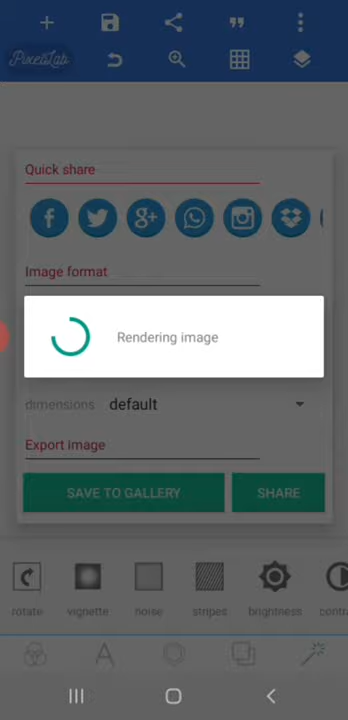 PixelLab
Quick share
Image format
Rendering image
dimensions default
Export image
SAVE TO GALLERY SHARE
rotate vignette noise stripes brightness contra